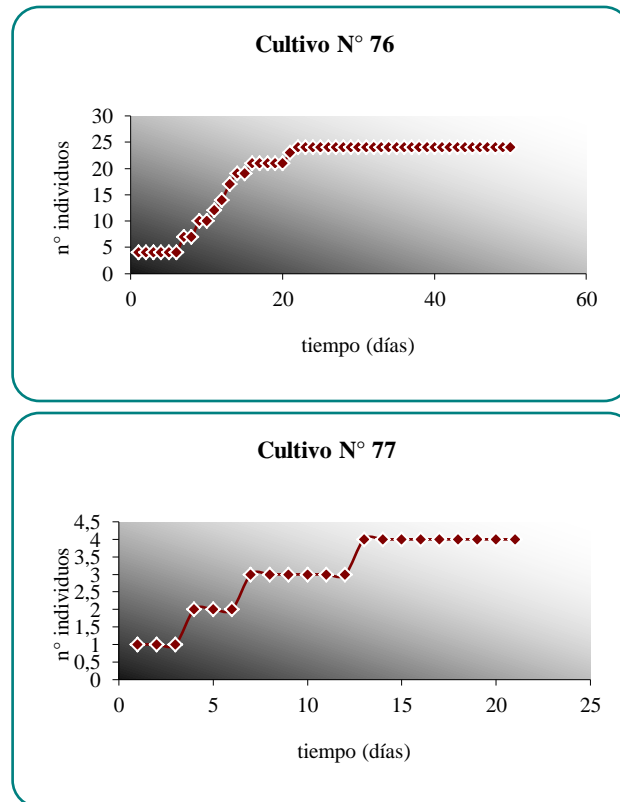 Cultivo N° 76
30
25
20
15
10
5
0
n° individuos
0 20 40 60
tiempo (días)
Cultivo N° 77
4,5
4
3,5
3
2,5
2
1,5
1
0,5
0
n° individuos
0 5 10 15 20 25
tiempo (días)